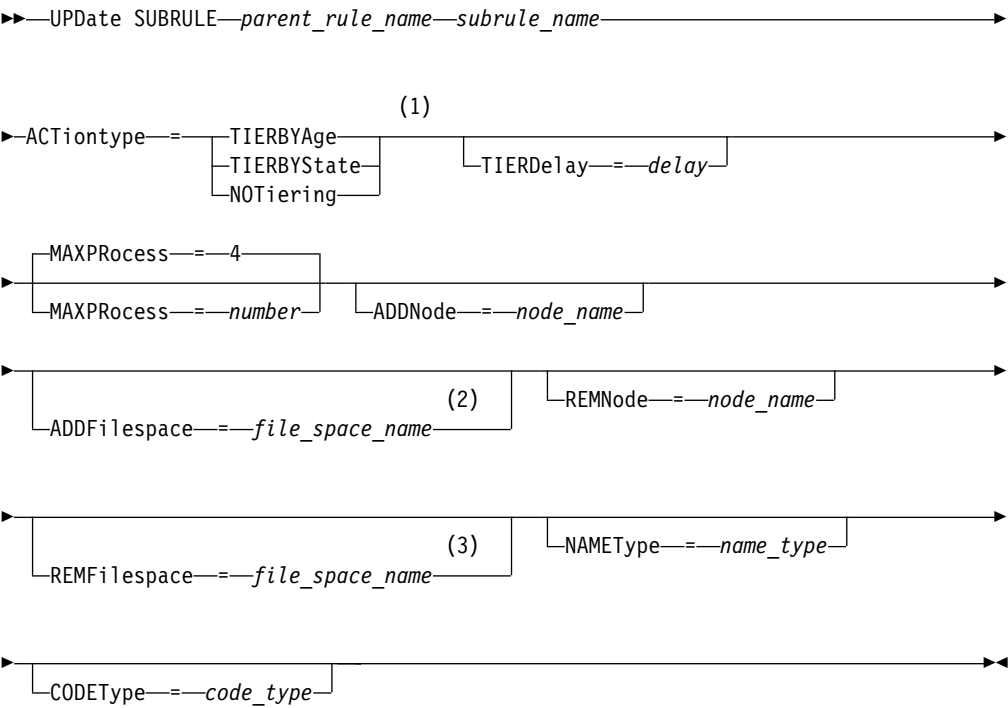 UPDate SUBRULE parent_rule_name subrule_name
(1)
ACTiontype = TIERBYAge
TIERBYState TIERDelay = delay
NOTiering
MAXPRocess = 4
MAXPRocess = number ADDNode = node_name
(2) REMNode = node_name
ADDFilespace = file_space_name
(3) NAMEType = name_type
REMFilespace = file_space_name
CODEType = code_type